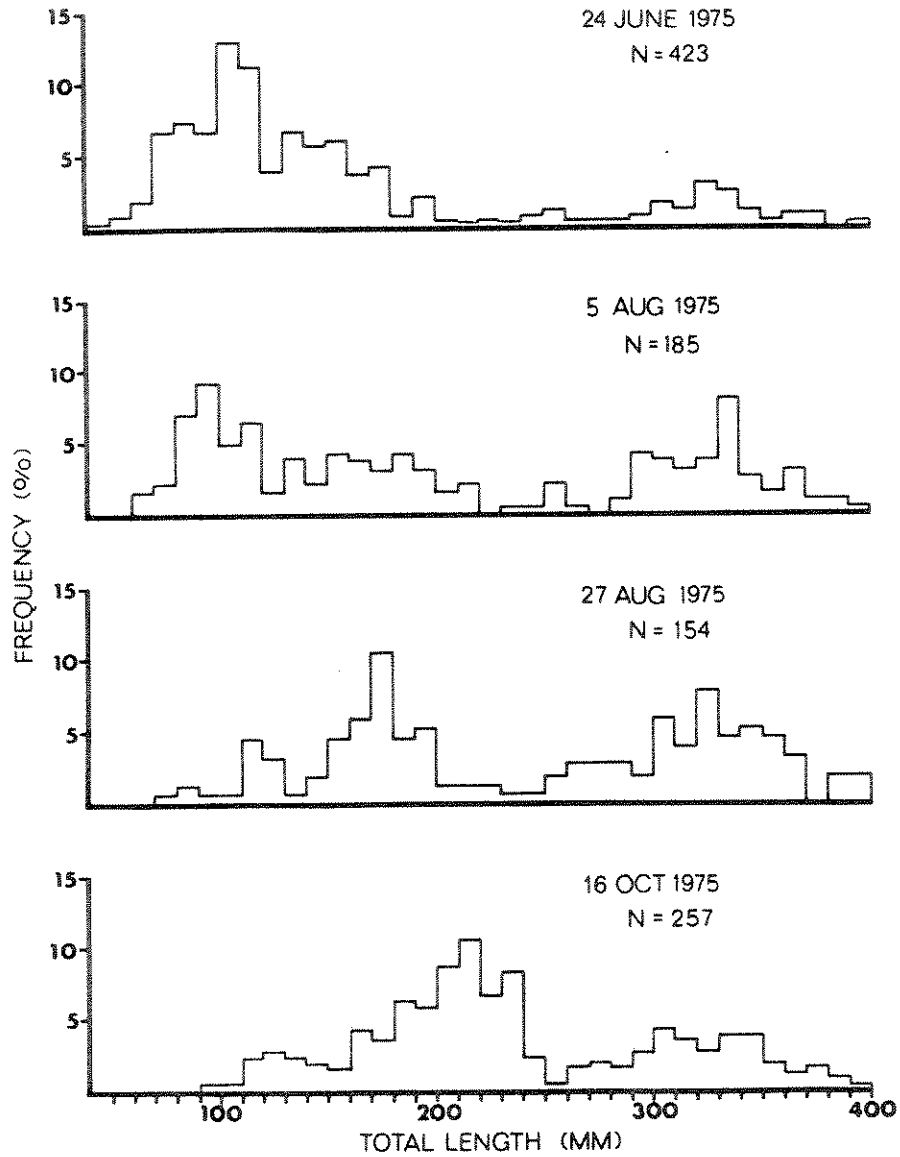 24 JUNE 1975
N = 423
15
10
5
5 AUG 1975
N = 185
15
10
5
FREQUENCY (%)
27 AUG 1975
N = 154
15
10
5
16 OCT 1975
N = 257
15
10
5
100 200 300 400
TOTAL LENGTH (MM)